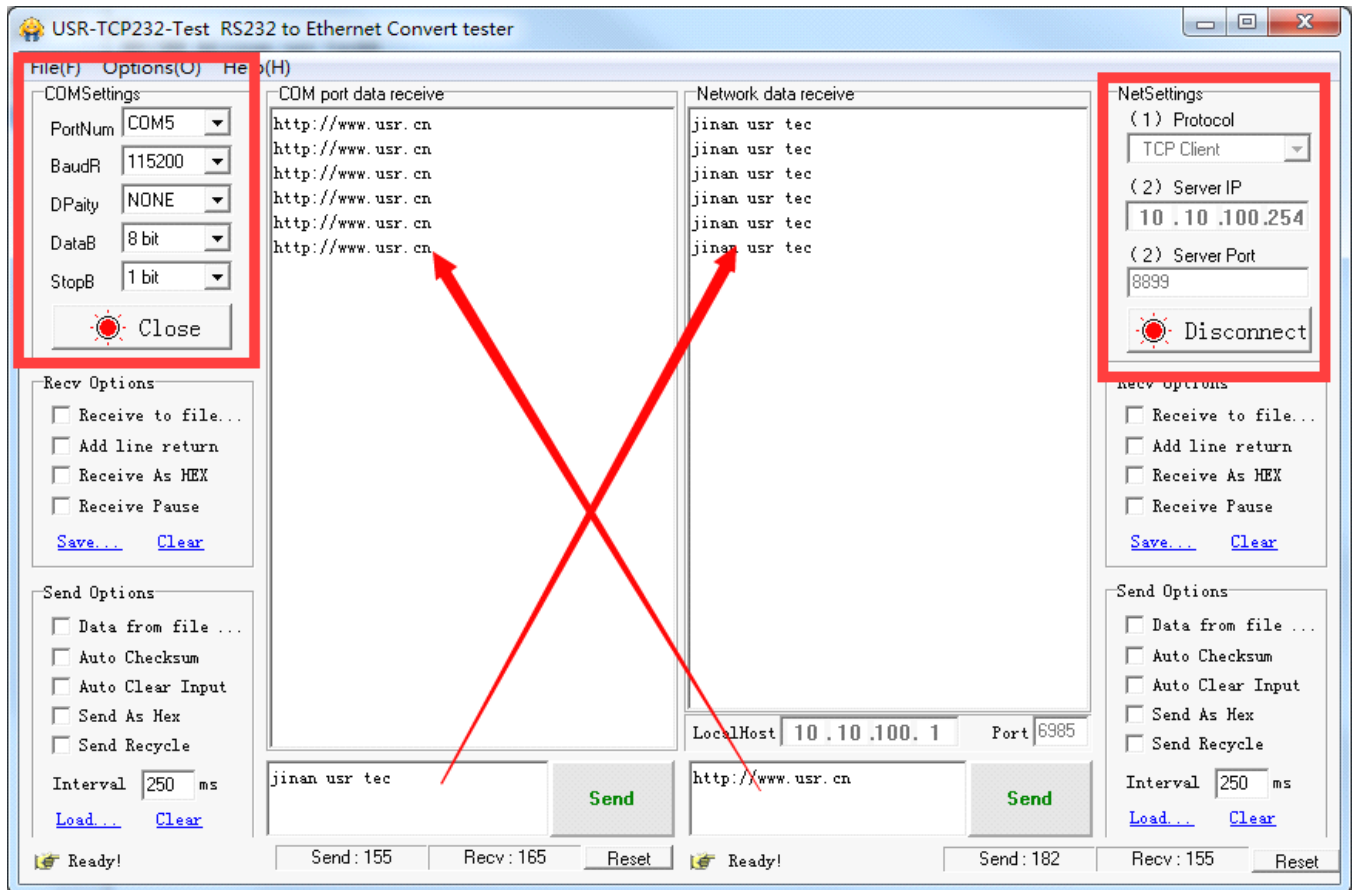 USR-TCP232-Test RS232 to Ethernet Convert tester
File(F) Options(O) Help(H)
COMSettings
PortNum COM5
BaudR 115200
DPaity NONE
DataB 8 bit
StopB 1 bit
Close
Recv Options
Receive to file...
Add line return
Receive As HEX
Receive Pause
Save... Clear
Send Options
Data from file ...
Auto Checksum
Auto Clear Input
Send As Hex
Send Recycle
Interval 250 ms
Load... Clear
Ready!
COM port data receive
http://www.usr.cn
http://www.usr.cn
http://www.usr.cn
http://www.usr.cn
http://www.usr.cn
http://www.usr.cn
jinan usr tec
Send
Send : 155 Recv : 165 Reset
Network data receive
jinan usr tec
jinan usr tec
jinan usr tec
jinan usr tec
jinan usr tec
jinan usr tec
LocalHost 10 .10 .100. 1 Port 6985
http://www.usr.cn
Send
Ready! Send : 182 Recv : 155 Reset
NetSettings
(1) Protocol
TCP Client
(2) Server IP
10 .10 .100.254
(2) Server Port
8899
Disconnect
Recv Options
Receive to file...
Add line return
Receive As HEX
Receive Pause
Save... Clear
Send Options
Data from file ...
Auto Checksum
Auto Clear Input
Send As Hex
Send Recycle
Interval 250 ms
Load... Clear